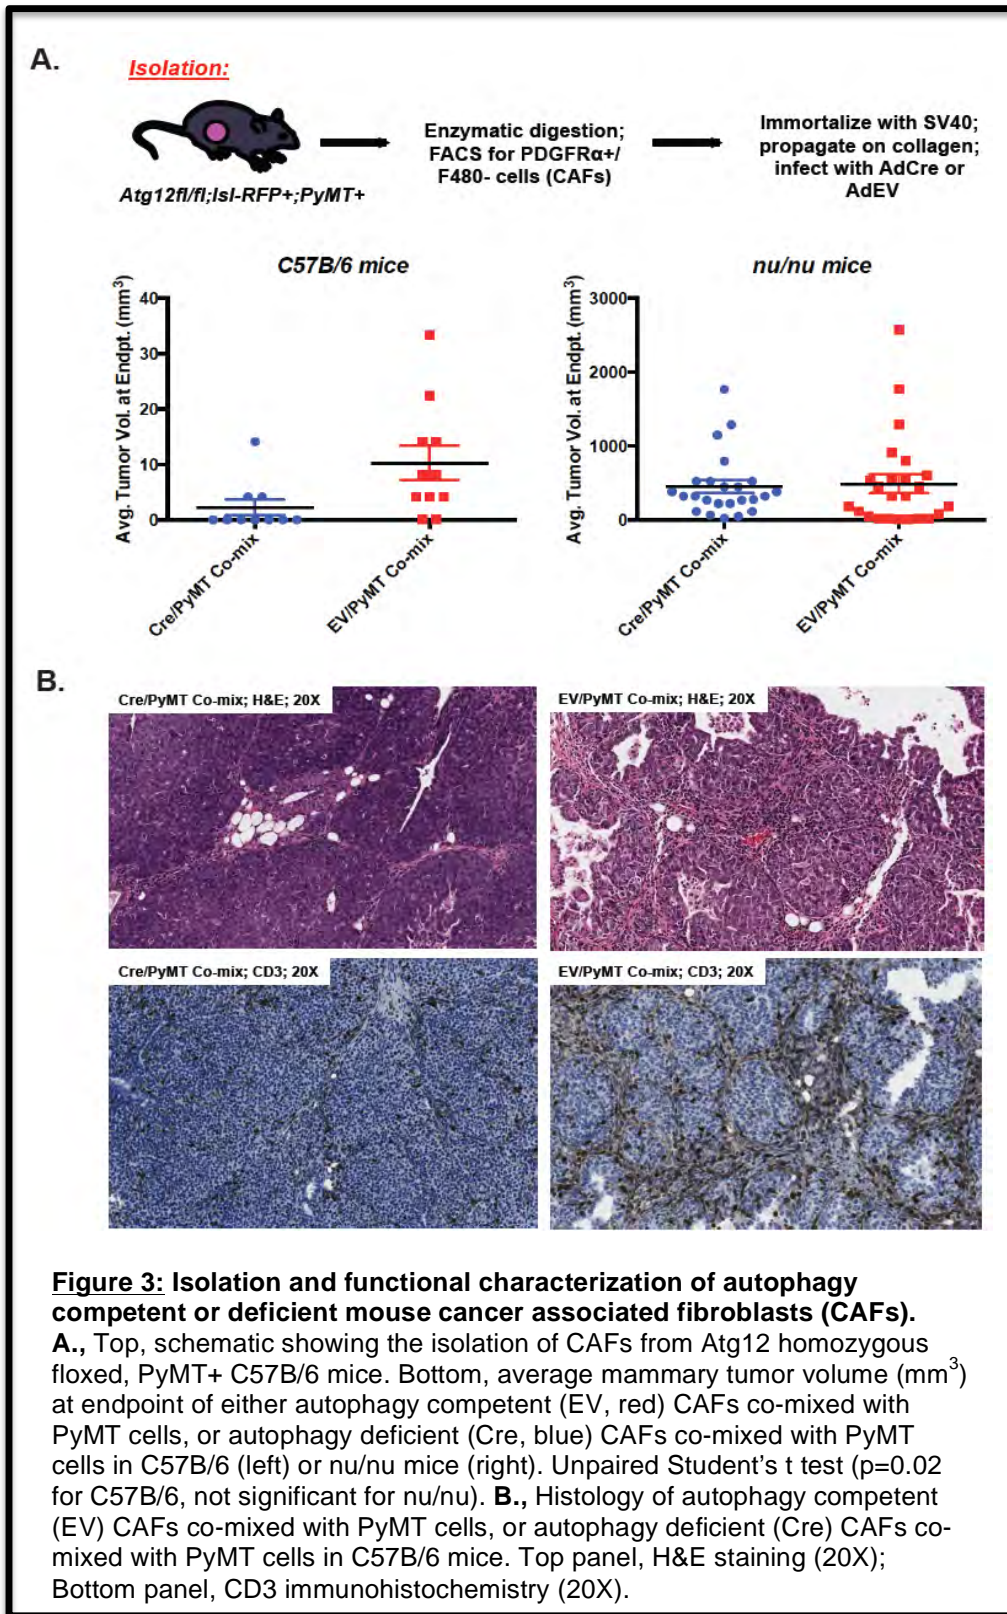 A.
Isolation:
Atg12fl/fl;lsl-RFP+;PyMT+
Enzymatic digestion;
FACS for PDGFRα+/
F480- cells (CAFs)
Immortalize with SV40;
propagate on collagen;
infect with AdCre or
AdEV
C57B/6 mice
Avg. Tumor Vol. at Endpt. (mm³)
40
30
20
10
0
Cre/PyMT Co-mix
EV/PyMT Co-mix
nu/nu mice
Avg. Tumor Vol. at Endpt. (mm³)
3000
2000
1000
0
Cre/PyMT Co-mix
EV/PyMT Co-mix
B.
Cre/PyMT Co-mix; H&E; 20X
EV/PyMT Co-mix; H&E; 20X
Cre/PyMT Co-mix; CD3; 20X
EV/PyMT Co-mix; CD3; 20X
Figure 3: Isolation and functional characterization of autophagy
competent or deficient mouse cancer associated fibroblasts (CAFs).
A., Top, schematic showing the isolation of CAFs from Atg12 homozygous
floxed, PyMT+ C57B/6 mice. Bottom, average mammary tumor volume (mm³)
at endpoint of either autophagy competent (EV, red) CAFs co-mixed with
PyMT cells, or autophagy deficient (Cre, blue) CAFs co-mixed with PyMT
cells in C57B/6 (left) or nu/nu mice (right). Unpaired Student's t test (p=0.02
for C57B/6, not significant for nu/nu). B., Histology of autophagy competent
(EV) CAFs co-mixed with PyMT cells, or autophagy deficient (Cre) CAFs co-
mixed with PyMT cells in C57B/6 mice. Top panel, H&E staining (20X);
Bottom panel, CD3 immunohistochemistry (20X).